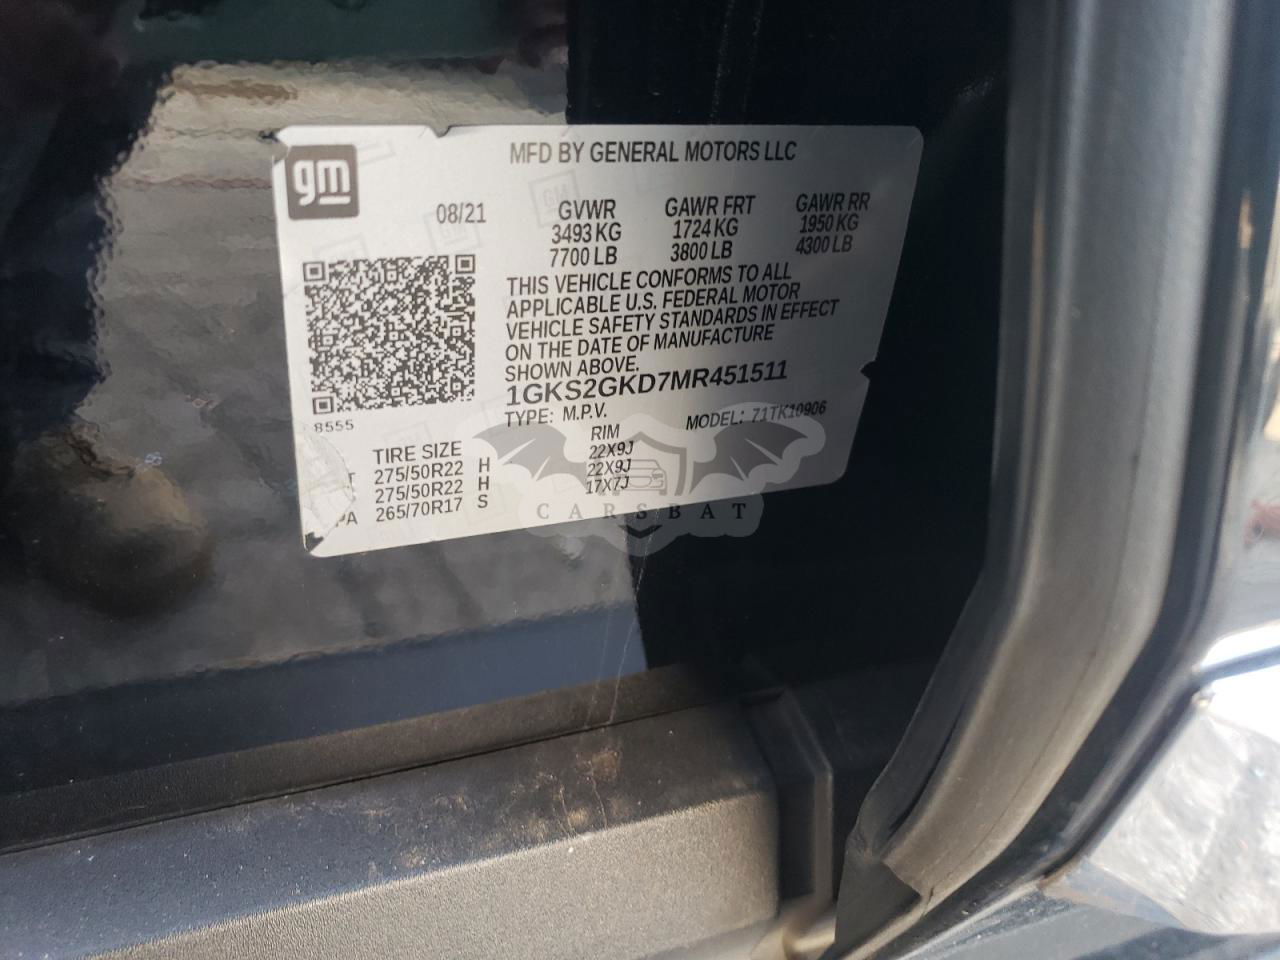 gm
MFD BY GENERAL MOTORS LLC
08/21
GVWR GAWR FRT GAWR RR
3493 KG 1724 KG 1950 KG
7700 LB 3800 LB 4300 LB
THIS VEHICLE CONFORMS TO ALL
APPLICABLE U.S. FEDERAL MOTOR
VEHICLE SAFETY STANDARDS IN EFFECT
ON THE DATE OF MANUFACTURE
SHOWN ABOVE.
1GKS2GKD7MR451511
8555
TYPE: M.P.V. MODEL: 71TK10906
TIRE SIZE RIM
T 275/50R22 H 22X9J
275/50R22 H 22X9J
PA 265/70R17 S 17X7J
CARSBAT